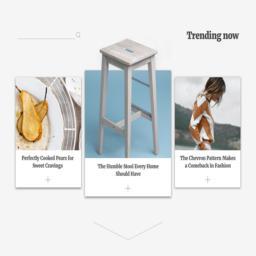 Trending now
Perfectly Cooked Pears for
Sweet Cravings
The Humble Stool Every Home
Should Have
The Chevron Pattern Makes
a Comeback in Fashion